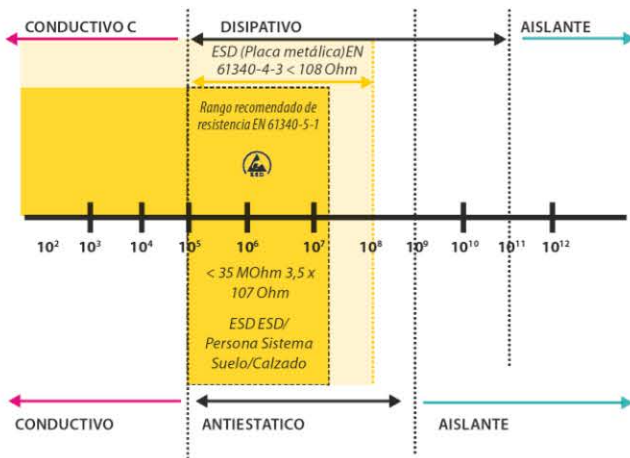 CONDUCTIVO C
DISIPATIVO
AISLANTE
ESD (Placa metálica)EN
61340-4-3 < 108 Ohm
Rango recomendado de
resistencia EN 61340-5-1
ESD
10² 10³ 10⁴ 10⁵ 10⁶ 10⁷ 10⁸ 10⁹ 10¹⁰ 10¹¹ 10¹²
< 35 MOhm 3,5 x
107 Ohm
ESD ESD/
Persona Sistema
Suelo/Calzado
CONDUCTIVO
ANTIESTATICO
AISLANTE